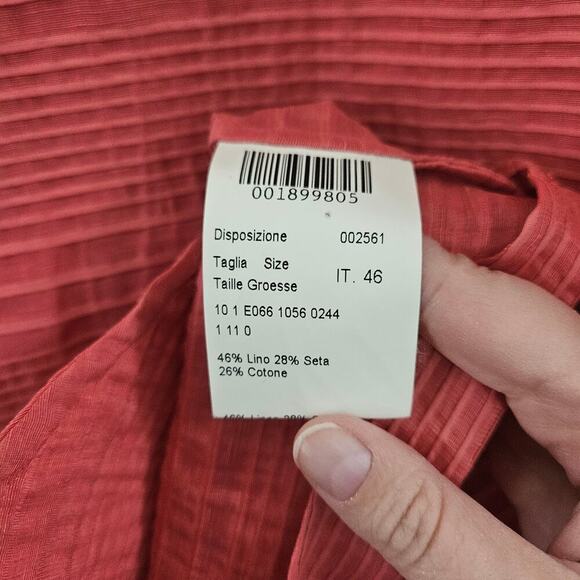 001899805
Disposizione 002561
Taglia Size
Taille Groesse
IT. 46
10 1 E066 1056 0244
1 11 0
46% Lino 28% Seta
26% Cotone